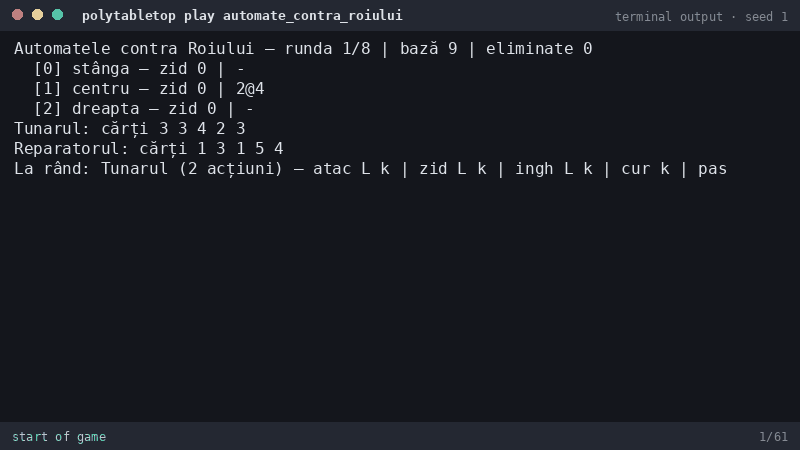 polytabletop play automate_contra_roiului
terminal output · seed 1
Automatele contra Roiului — runda 1/8 | bază 9 | eliminate 0
[0] stânga — zid 0 | -
[1] centru — zid 0 | 2@4
[2] dreapta — zid 0 | -
Tunarul: cărți 3 3 4 2 3
Reparatorul: cărți 1 3 1 5 4
La rând: Tunarul (2 acțiuni) — atac L k | zid L k | ingh L k | cur k | pas
start of game
1/61